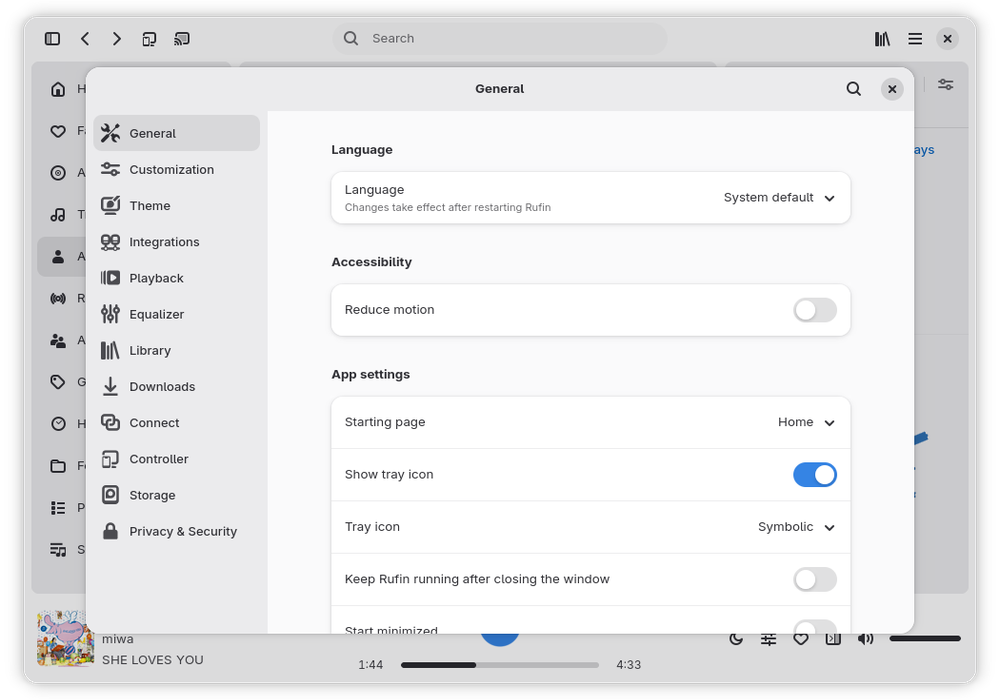 Search
General
General
Customization
Theme
Integrations
Playback
Equalizer
Library
Downloads
Connect
Controller
Storage
Privacy & Security
Language
Language
Changes take effect after restarting Rufin
System default
Accessibility
Reduce motion
App settings
Starting page
Home
Show tray icon
Tray icon
Symbolic
Keep Rufin running after closing the window
Start minimized
miwa
SHE LOVES YOU
1:44
4:33